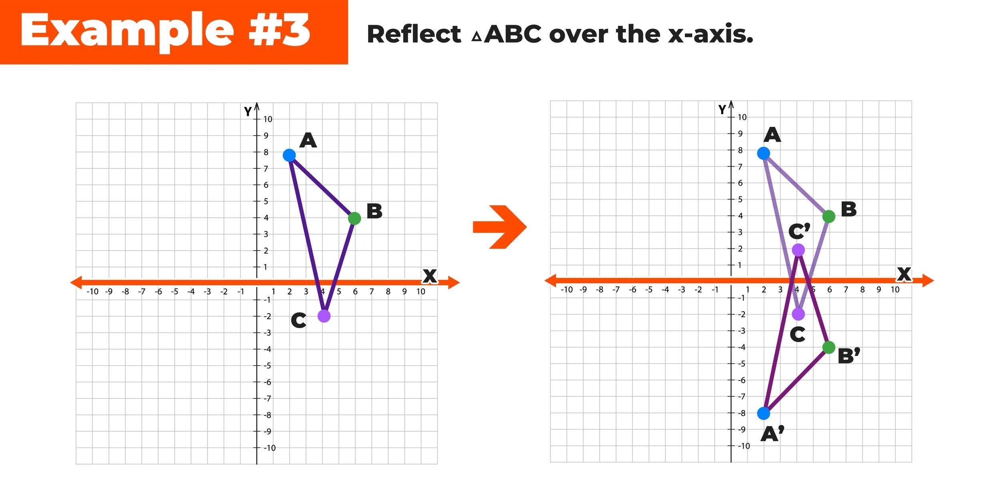 Example #3
Reflect △ABC over the x-axis.
Y
10
9
A
8
7
6
5
B
4
3
2
1
X
-10 -9 -8 -7 -6 -5 -4 -3 -2 -1 1 2 3 4 5 6 7 8 9 10
-1
-2
C
-3
-4
-5
-6
-7
-8
-9
-10
Y
10
9
A
8
7
6
5
B
4
C’
3
2
1
X
-10 -9 -8 -7 -6 -5 -4 -3 -2 -1 1 2 3 4 5 6 7 8 9 10
-1
-2
-3
C
-4
B’
-5
-6
-7
-8
-9
A’
-10